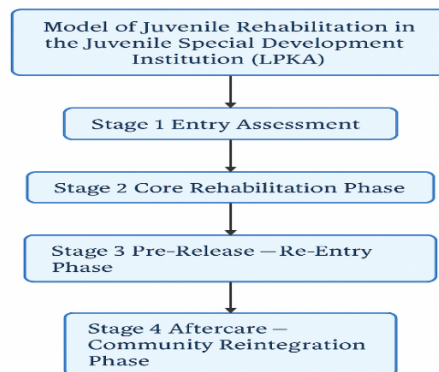 Model of Juvenile Rehabilitation in
the Juvenile Special Development
Institution (LPKA)
Stage 1 Entry Assessment
Stage 2 Core Rehabilitation Phase
Stage 3 Pre-Release — Re-Entry
Phase
Stage 4 Aftercare —
Community Reintegration
Phase